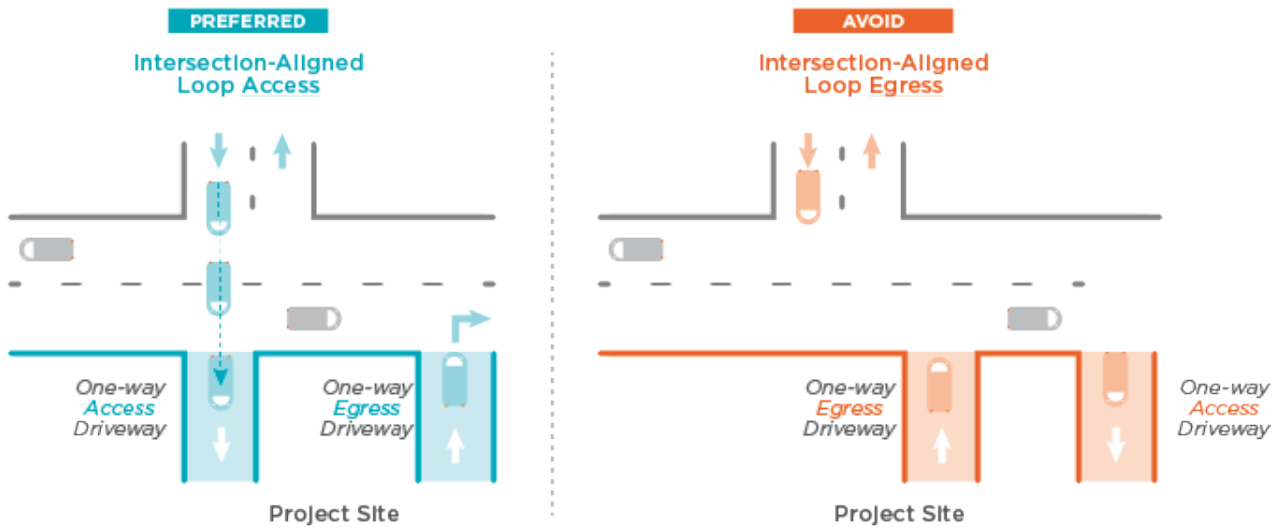 PREFERRED
Intersection-Aligned
Loop Access
One-way
Access
Driveway
One-way
Egress
Driveway
Project Site
AVOID
Intersection-Aligned
Loop Egress
One-way
Egress
Driveway
One-way
Access
Driveway
Project Site